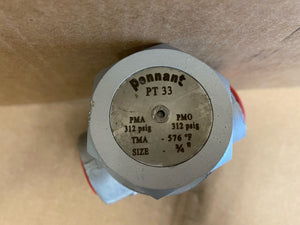 Pennant
PT 33
PMA PMO
312 psig 312 psig
TMA - 576 °F
SIZE - ¾"